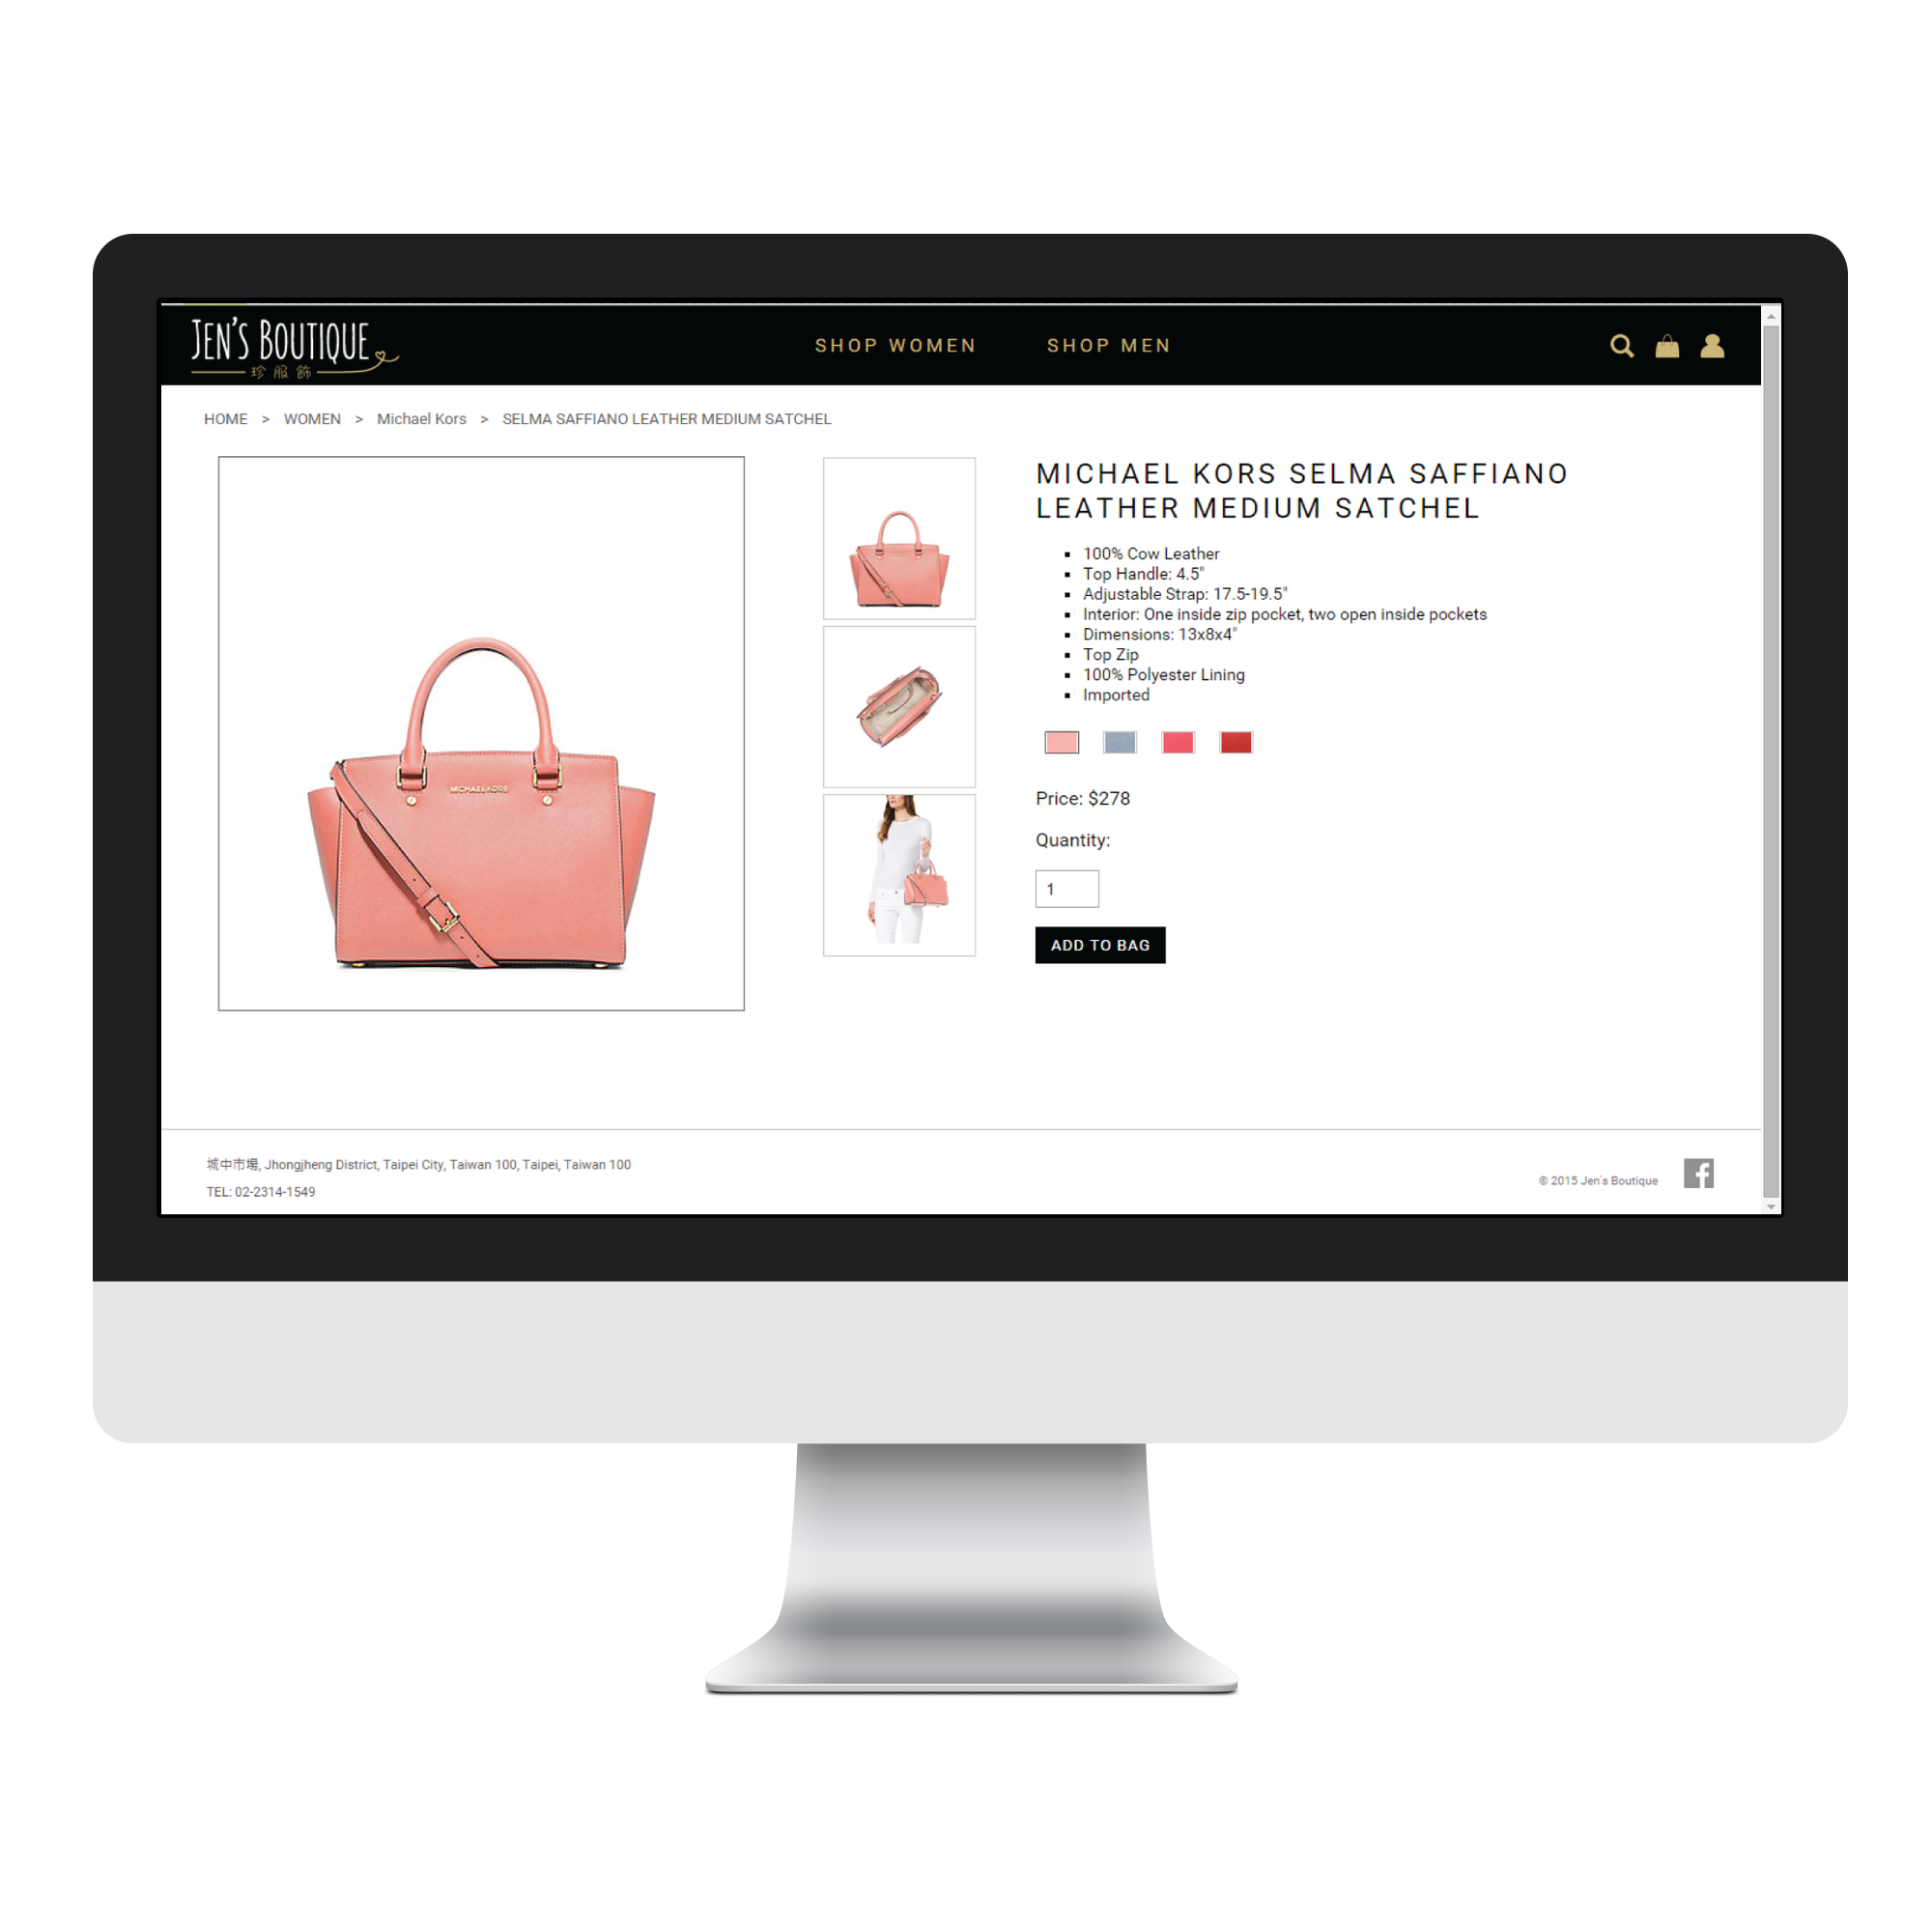 JEN'S BOUTIQUE
珍服飾
SHOP WOMEN
SHOP MEN
HOME > WOMEN > Michael Kors > SELMA SAFFIANO LEATHER MEDIUM SATCHEL
MICHAEL KORS
MICHAEL KORS SELMA SAFFIANO
LEATHER MEDIUM SATCHEL
100% Cow Leather
Top Handle: 4.5"
Adjustable Strap: 17.5-19.5"
Interior: One inside zip pocket, two open inside pockets
Dimensions: 13x8x4"
Top Zip
100% Polyester Lining
Imported
Price: $278
Quantity:
1
ADD TO BAG
城中市場, Jhongjheng District, Taipei City, Taiwan 100, Taipei, Taiwan 100
TEL: 02-2314-1549
© 2015 Jen's Boutique
f